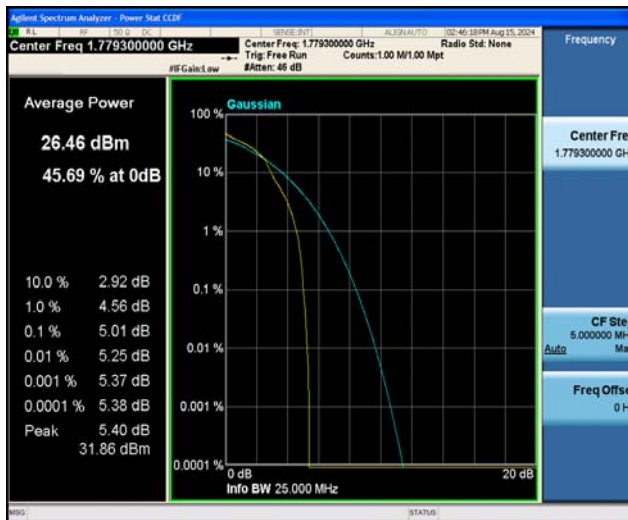 Agilent Spectrum Analyzer - Power Stat CCDF
RL RF 50 Ω DC SENSE:INT ALIGN AUTO 02:46:18 PM Aug 15, 2024
Center Freq 1.779300000 GHz
Center Freq: 1.779300000 GHz Radio Std: None
Trig: Free Run Counts:1.00 M/1.00 Mpt
#IFGain:Low #Atten: 46 dB
Frequency
Average Power
26.46 dBm
45.69 % at 0dB
10.0 % 2.92 dB
1.0 % 4.56 dB
0.1 % 5.01 dB
0.01 % 5.25 dB
0.001 % 5.37 dB
0.0001 % 5.38 dB
Peak 5.40 dB
31.86 dBm
Gaussian
100 %
10 %
1 %
0.1 %
0.01 %
0.001 %
0.0001 %
0 dB 20 dB
Info BW 25.000 MHz
Center Fre
1.779300000 GH
CF Ste
5.000000 MH
Auto Ma
Freq Offse
0 H
MSG STATUS